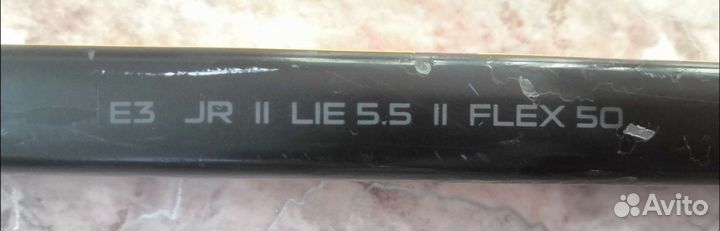 E3 JR II LIE 5.5 II FLEX 50
Avito